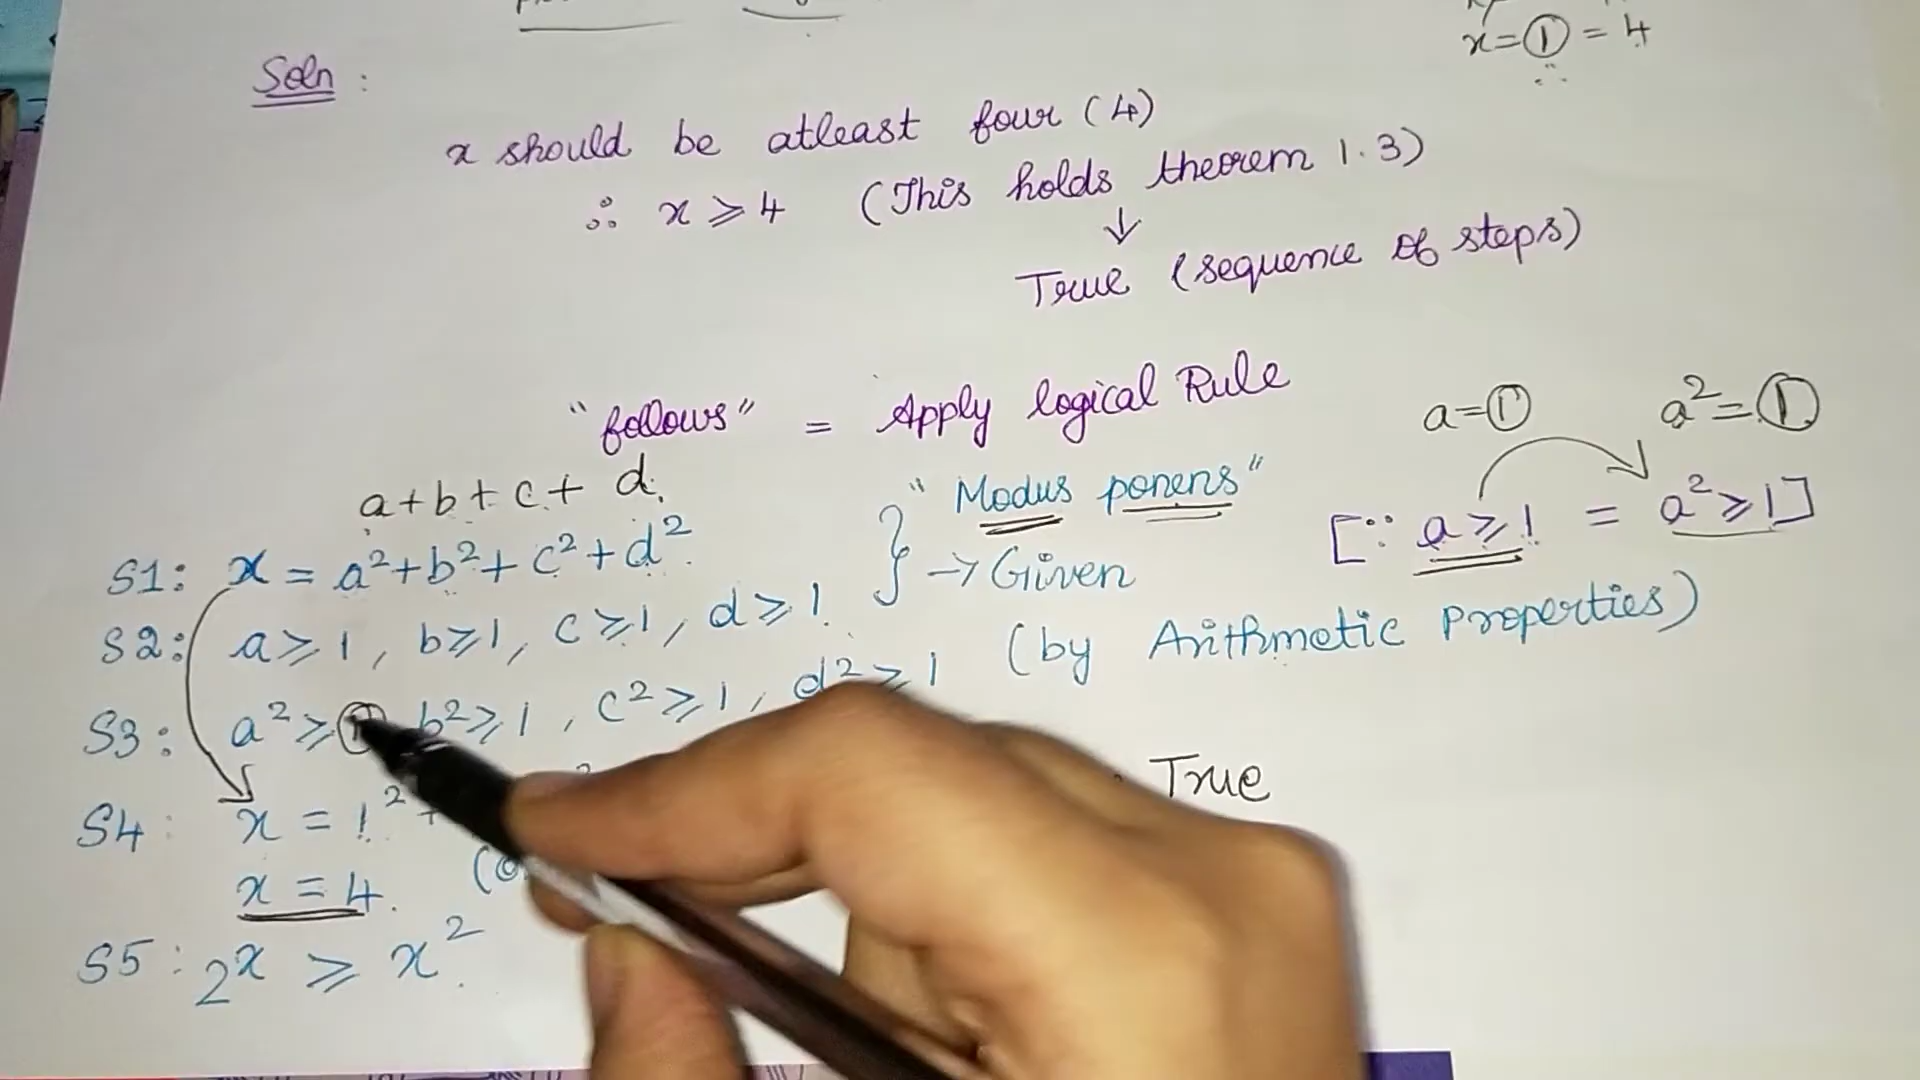 x = 1 = 4
∴
Soln :
x should be atleast four (4)
∴ x ≥ 4 (This holds theorem 1.3)
↓
True (sequence of steps)
"follows" = Apply logical Rule
a=1 a²=1
a+b+c+d.
"Modus ponens"
[∵ a≥1 = a²≥1]
S1: x = a²+b²+c²+d² } → Given
S2: a≥1, b≥1, c≥1, d≥1
S3: a²≥1 b²≥1, c²≥1, d²≥1 (by Arithmetic Properties)
S4: x = 1² + True
x = 4. (o
S5: 2ˣ ≥ x².